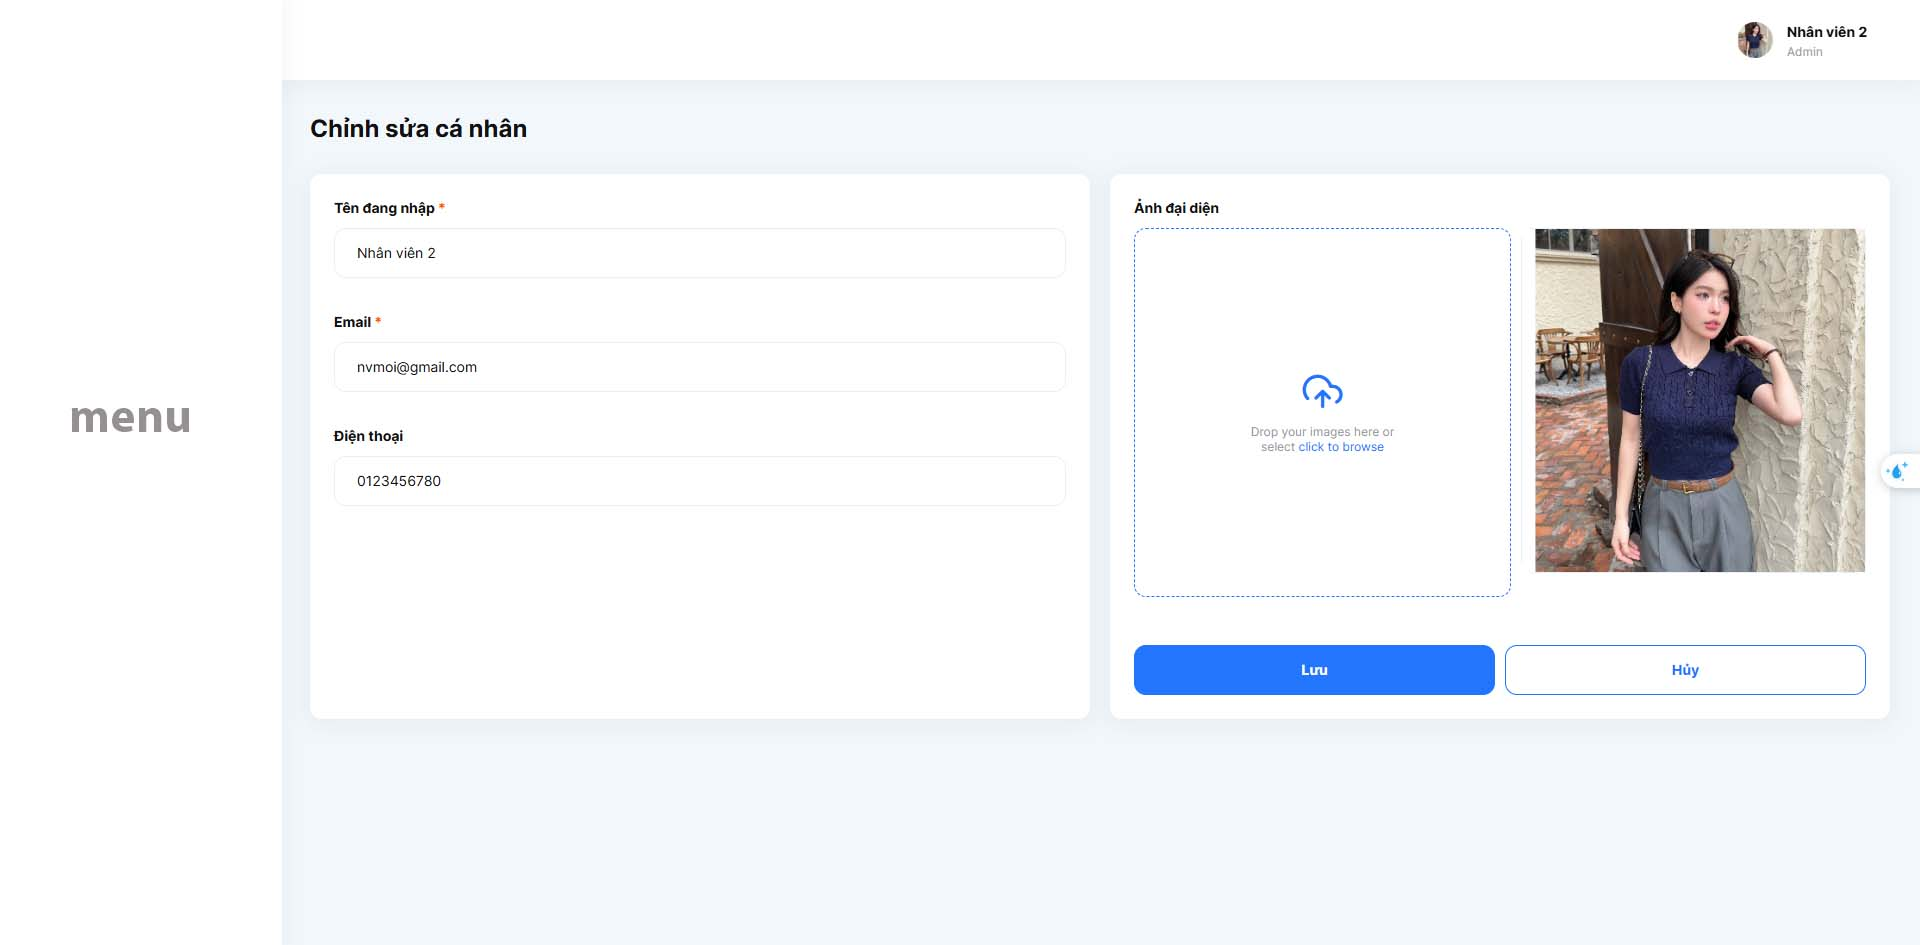 Nhân viên 2
Admin
menu
Chỉnh sửa cá nhân
Tên đang nhập *
Nhân viên 2
Email *
nvmoi@gmail.com
Điện thoại
0123456780
Ảnh đại diện
Drop your images here or
select click to browse
Lưu
Hủy